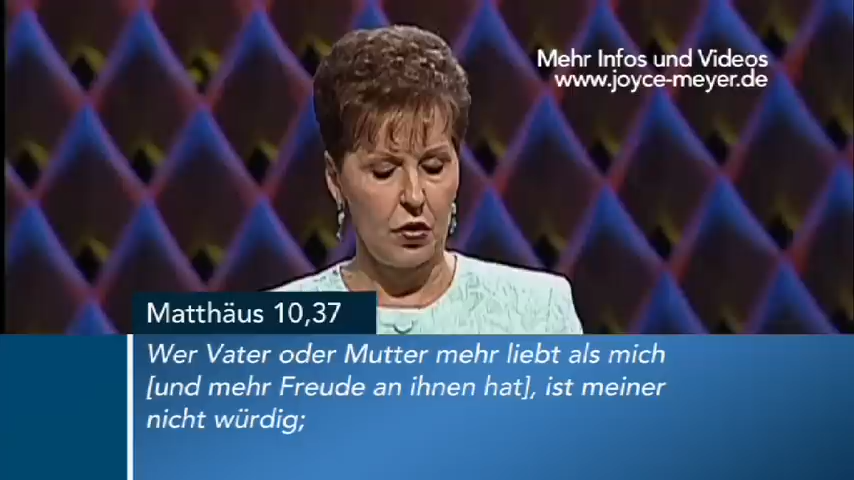 Mehr Infos und Videos
www.joyce-meyer.de
Matthäus 10,37
Wer Vater oder Mutter mehr liebt als mich
[und mehr Freude an ihnen hat], ist meiner
nicht würdig;